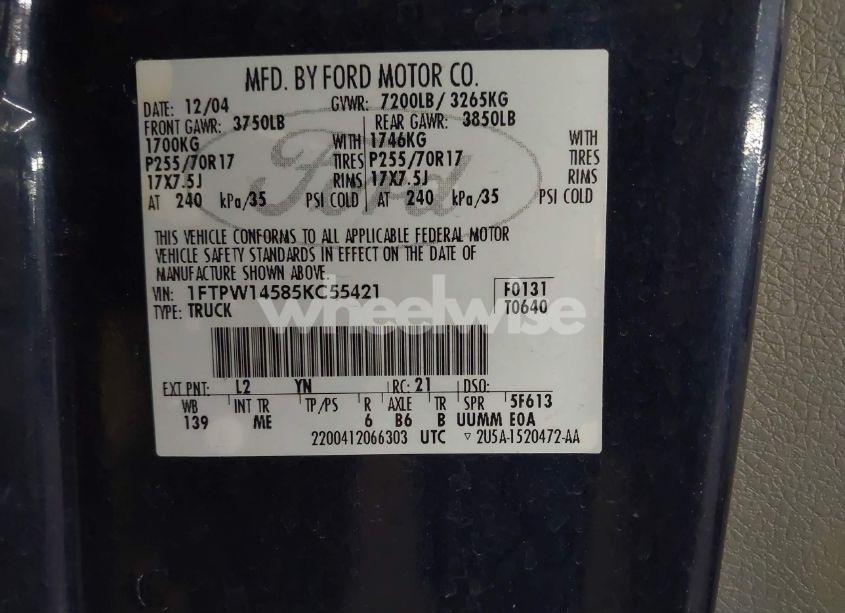 MFD. BY FORD MOTOR CO.
DATE: 12/04 GVWR: 7200LB/ 3265KG
FRONT GAWR: 3750LB REAR GAWR: 3850LB
1700KG WITH 1746KG WITH
P255/70R17 TIRES P255/70R17 TIRES
17X7.5J RIMS 17X7.5J RIMS
AT 240 kPa/35 PSI COLD AT 240 kPa/35 PSI COLD
Ford
THIS VEHICLE CONFORMS TO ALL APPLICABLE FEDERAL MOTOR
VEHICLE SAFETY STANDARDS IN EFFECT ON THE DATE OF
MANUFACTURE SHOWN ABOVE.
VIN: 1FTPW14585KC55421 F0131
TYPE: TRUCK T0640
wheelwise
EXT PNT: L2 YN RC: 21 DSO:
WB INT TR TP/PS R AXLE TR SPR 5F613
139 ME 6 B6 B UUMM E0A
2200412066303 UTC ▽ 2U5A-1520472-AA